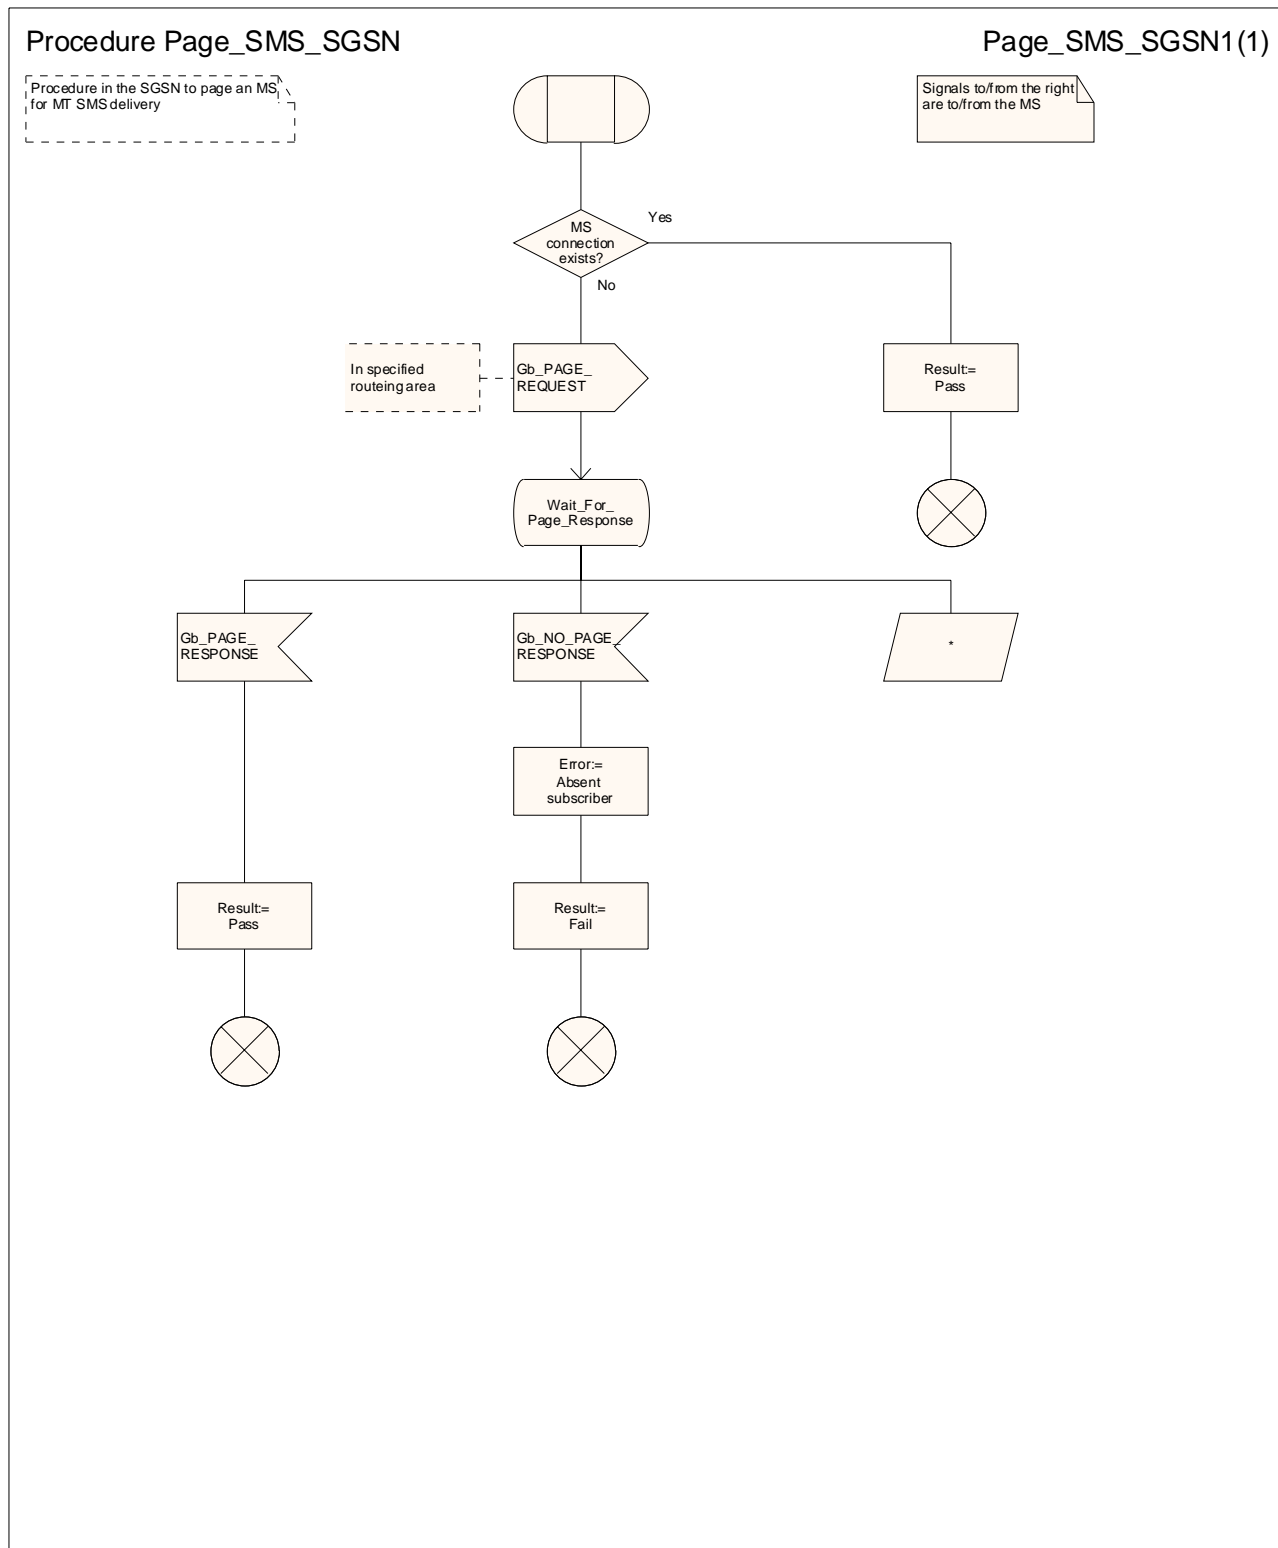 Procedure Page_SMS_SGSN
Page_SMS_SGSN1(1)
Procedure in the SGSN to page an MS
for MT SMS delivery
Signals to/from the right
are to/from the MS
MS
connection
exists?
Yes
No
In specified
routeing area
Gb_PAGE_
REQUEST
Result:=
Pass
Wait_For_
Page_Response
Gb_PAGE_
RESPONSE
Gb_NO_PAGE_
RESPONSE
*
Error:=
Absent
subscriber
Result:=
Pass
Result:=
Fail